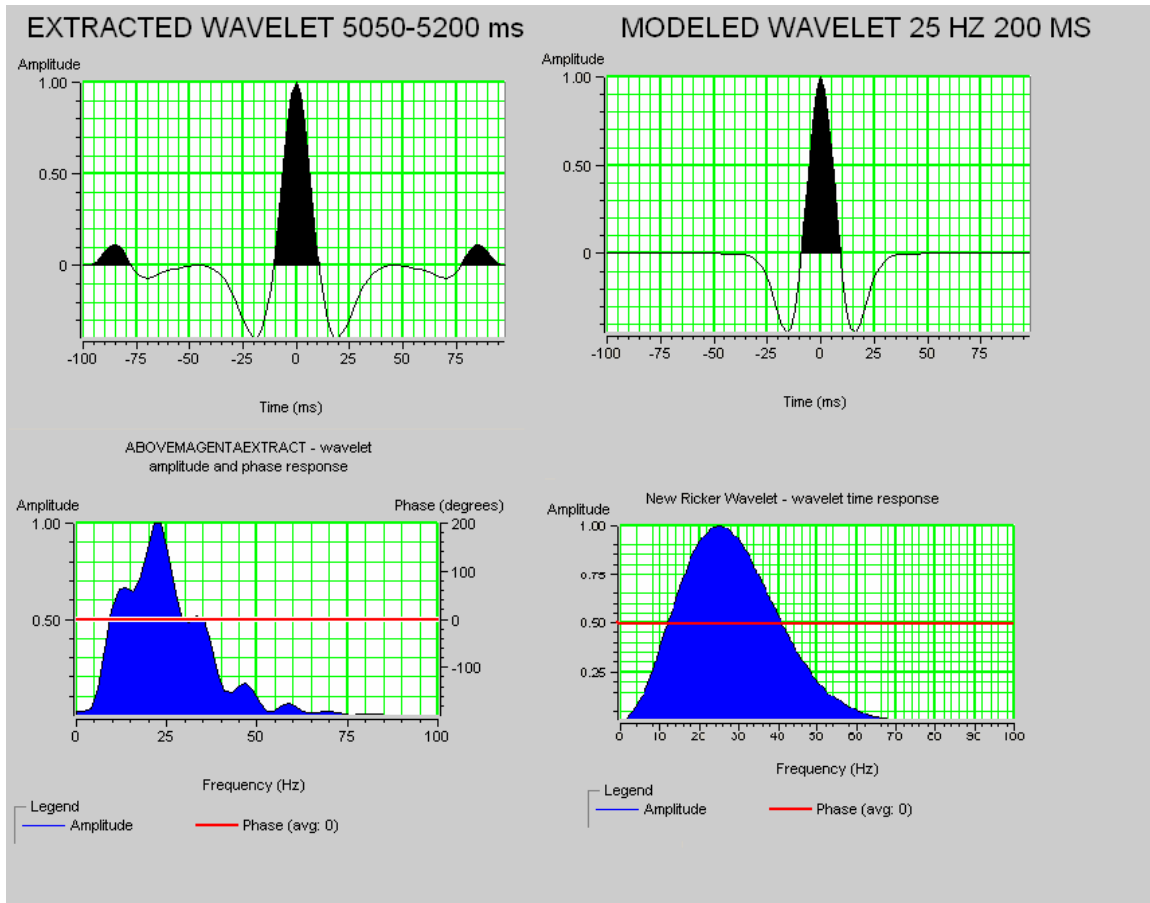 EXTRACTED WAVELET 5050-5200 ms
Amplitude
1.00
0.50
0
-100 -75 -50 -25 0 25 50 75
Time (ms)
MODELED WAVELET 25 HZ 200 MS
Amplitude
1.00
0.50
0
-100 -75 -50 -25 0 25 50 75
Time (ms)
ABOVEMAGENTAEXTRACT - wavelet
amplitude and phase response
Amplitude Phase (degrees)
1.00 200
100
0.50 0
-100
0 25 50 75 100
Frequency (Hz)
Legend
Amplitude Phase (avg: 0)
New Ricker Wavelet - wavelet time response
Amplitude
1.00
0.75
0.50
0.25
0 10 20 30 40 50 60 70 80 90 100
Frequency (Hz)
Legend
Amplitude Phase (avg: 0)